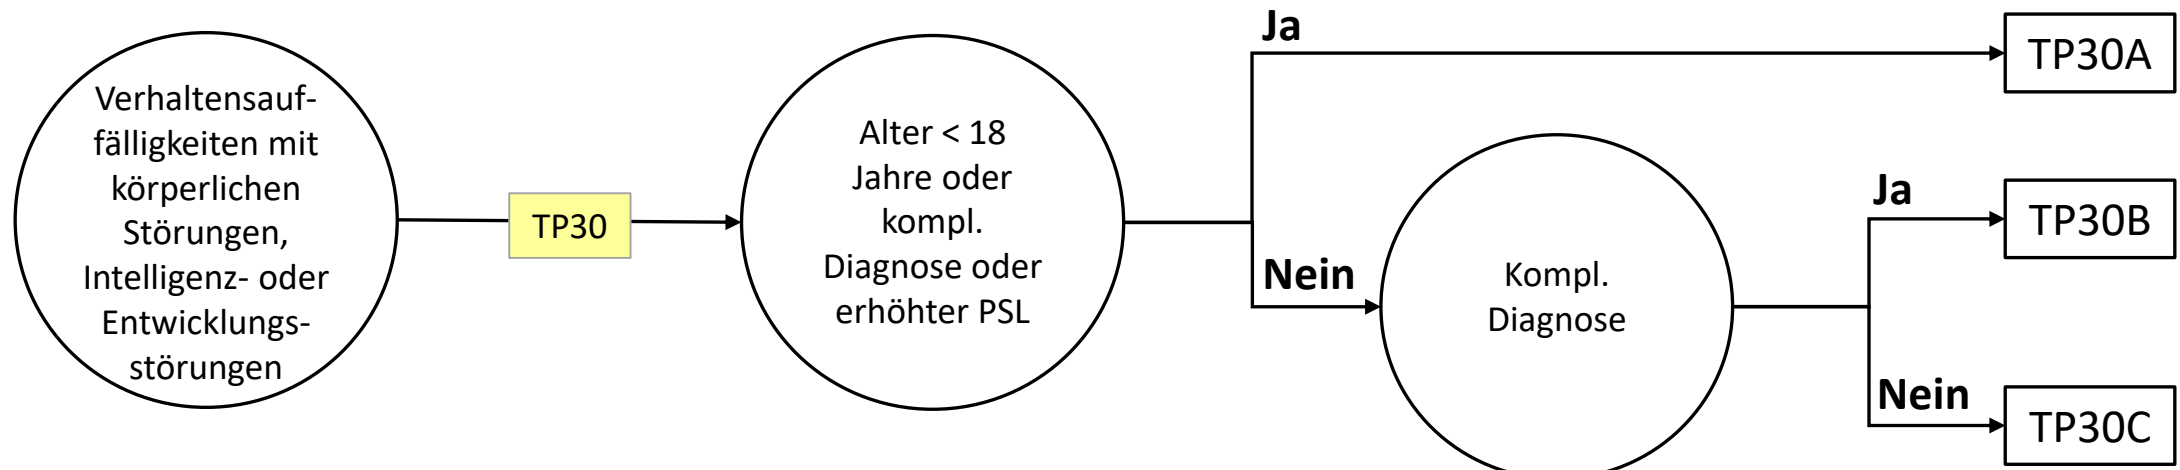 Verhaltensauf-
fälligkeiten mit
körperlichen
Störungen,
Intelligenz- oder
Entwicklungs-
störungen
TP30
Alter < 18
Jahre oder
kompl.
Diagnose oder
erhöhter PSL
Ja
TP30A
Nein
Kompl.
Diagnose
Ja
TP30B
Nein
TP30C